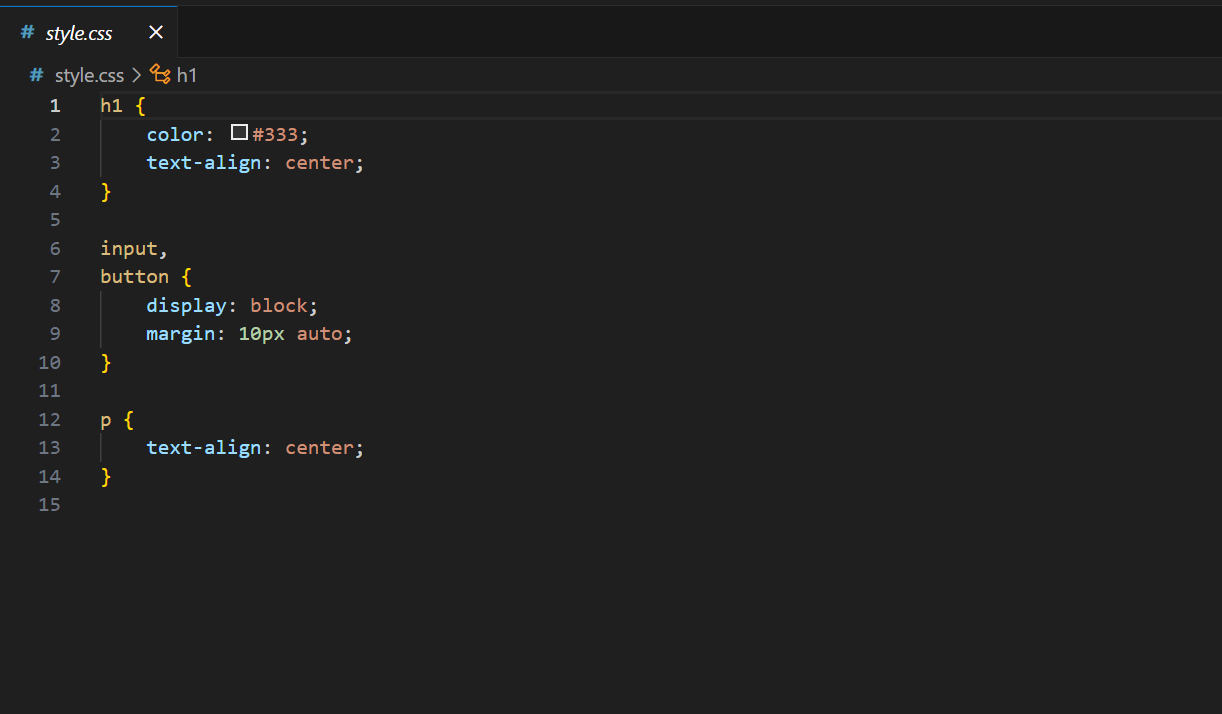 # style.css ×
# style.css > h1
1 h1 {
2     color: #333;
3     text-align: center;
4 }
5
6 input,
7 button {
8     display: block;
9     margin: 10px auto;
10 }
11
12 p {
13     text-align: center;
14 }
15